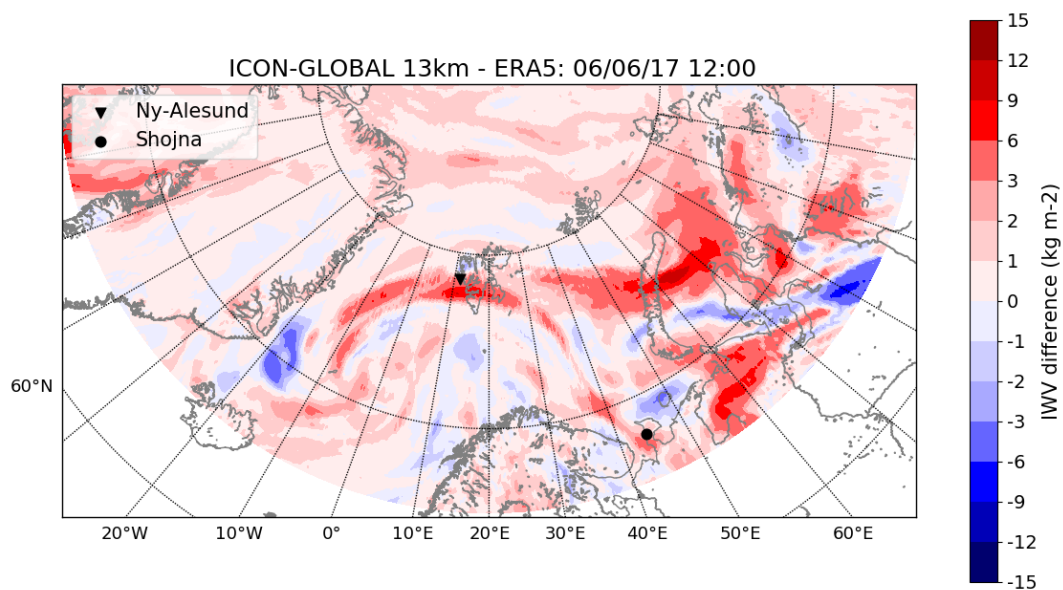 ICON-GLOBAL 13km - ERA5: 06/06/17 12:00
Ny-Alesund
Shojna
60°N
20°W 10°W 0° 10°E 20°E 30°E 40°E 50°E 60°E
15
12
9
6
3
2
1
0
-1
-2
-3
-6
-9
-12
-15
IWV difference (kg m-2)